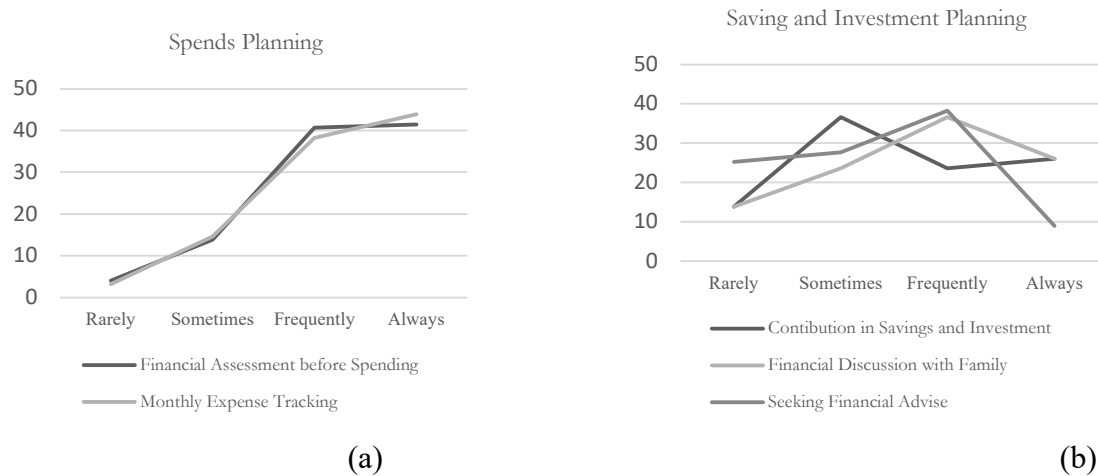 Spends Planning
50
40
30
20
10
0
Rarely Sometimes Frequently Always
Financial Assessment before Spending
Monthly Expense Tracking
(a)
Saving and Investment Planning
50
40
30
20
10
0
Rarely Sometimes Frequently Always
Contibution in Savings and Investment
Financial Discussion with Family
Seeking Financial Advise
(b)